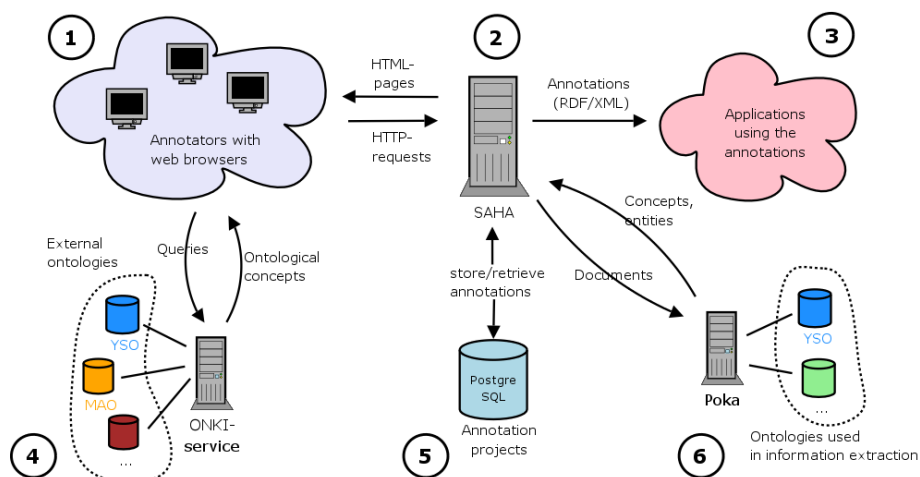 1
2
3
HTML-
pages
HTTP-
requests
Annotations
(RDF/XML)
Applications
using the
annotations
Annotators with
web browsers
SAHA
Concepts,
entities
Queries
Ontological
concepts
External
ontologies
store/retrieve
annotations
Documents
YSO
MAO
...
ONKI-
service
Postgre
SQL
Annotation
projects
Poka
YSO
...
Ontologies used
in information extraction
4
5
6